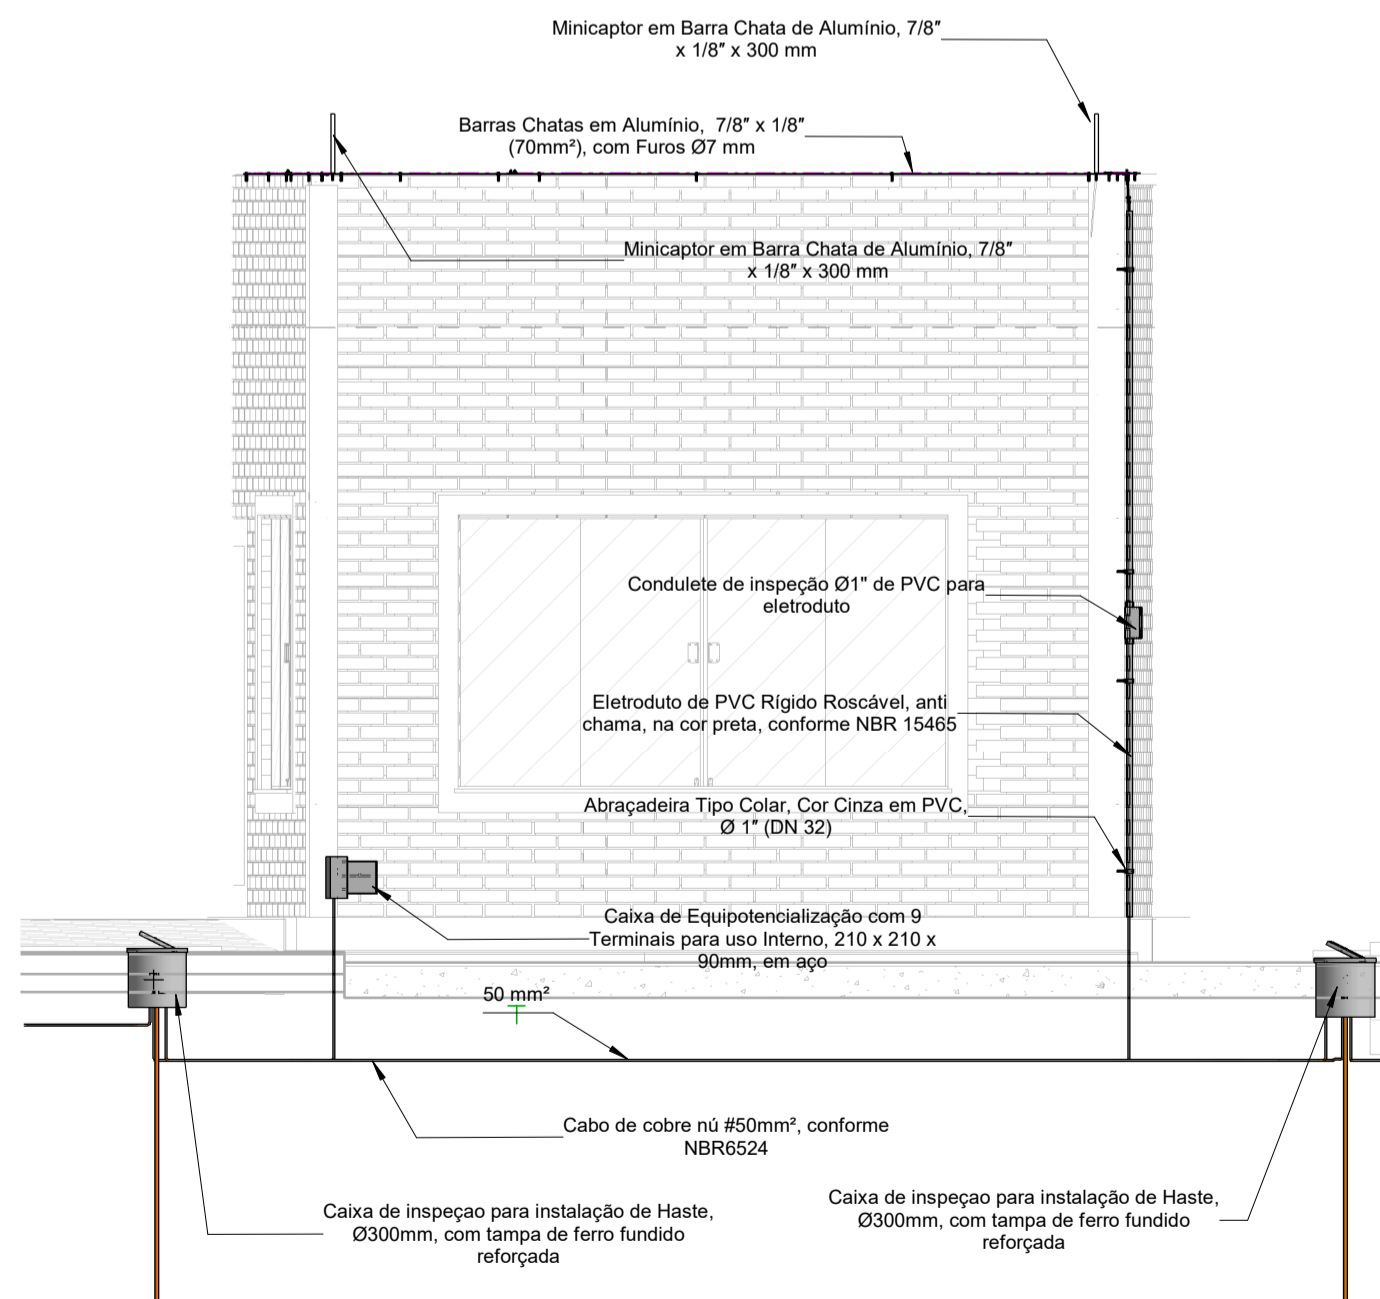 Minicaptor em Barra Chata de Alumínio, 7/8"
x 1/8" x 300 mm
Barras Chatas em Alumínio,  7/8" x 1/8"
(70mm²), com Furos Ø7 mm
Minicaptor em Barra Chata de Alumínio, 7/8"
x 1/8" x 300 mm
Condulete de inspeção Ø1" de PVC para
eletroduto
Eletroduto de PVC Rígido Roscável, anti
chama, na cor preta, conforme NBR 15465
Abraçadeira Tipo Colar, Cor Cinza em PVC,
Ø 1" (DN 32)
Caixa de Equipotencialização com 9
Terminais para uso Interno, 210 x 210 x
90mm, em aço
50 mm²
Cabo de cobre nú #50mm², conforme
NBR6524
Caixa de inspeçao para instalação de Haste,
Ø300mm, com tampa de ferro fundido
reforçada
Caixa de inspeçao para instalação de Haste,
Ø300mm, com tampa de ferro fundido
reforçada